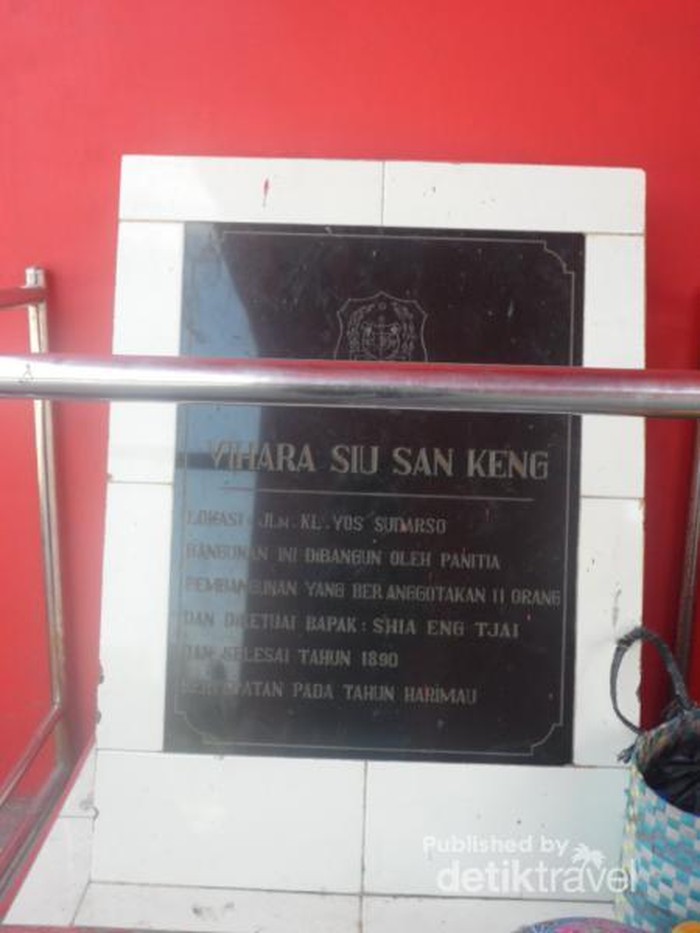 VIHARA SIU SAN KENG
LOKASI : JLN. KL. YOS SUDARSO
BANGUNAN INI DIBANGUN OLEH PANITIA
PEMBANGUNAN YANG BERANGGOTAKAN 11 ORANG
DAN DIKETUAI BAPAK : SHIA ENG TJAI
DAN SELESAI TAHUN 1890
BERTEPATAN PADA TAHUN HARIMAU
Published by
detiktravel